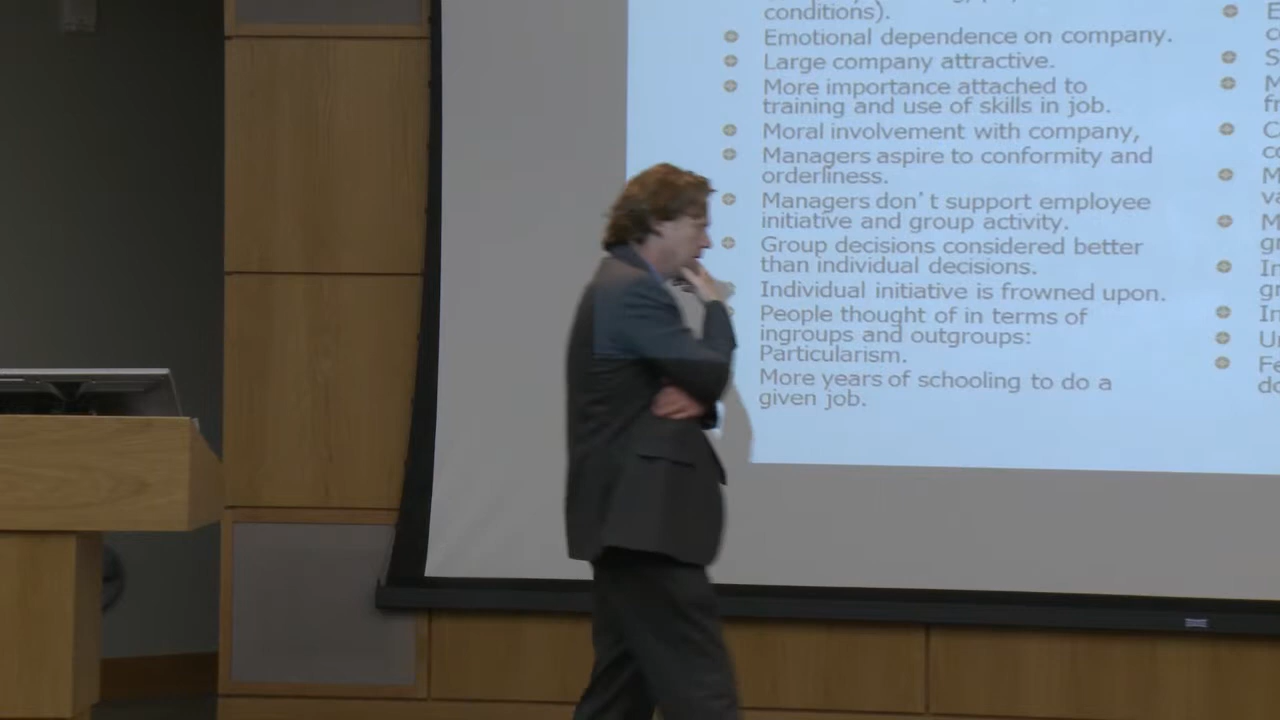 conditions).
Emotional dependence on company.
Large company attractive.
More importance attached to
training and use of skills in job.
Moral involvement with company,
Managers aspire to conformity and
orderliness.
Managers don't support employee
initiative and group activity.
Group decisions considered better
than individual decisions.
Individual initiative is frowned upon.
People thought of in terms of
ingroups and outgroups:
Particularism.
More years of schooling to do a
given job.